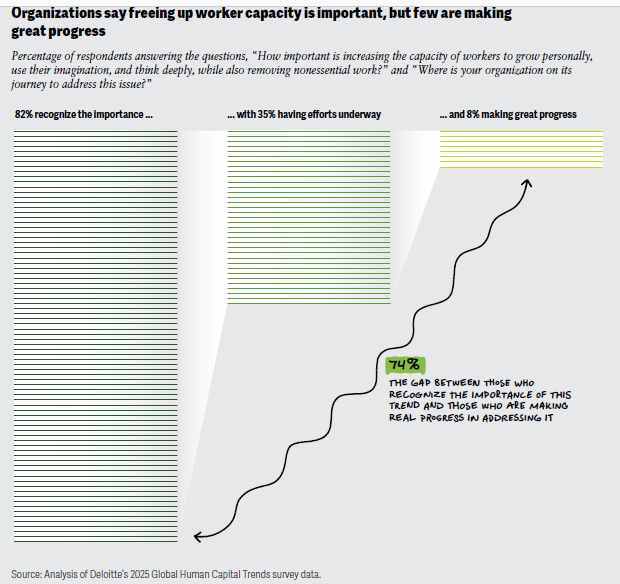 Organizations say freeing up worker capacity is important, but few are making
great progress
Percentage of respondents answering the questions, “How important is increasing the capacity of workers to grow personally,
use their imagination, and think deeply, while also removing nonessential work?” and “Where is your organization on its
journey to address this issue?”
82% recognize the importance ...
... with 35% having efforts underway
... and 8% making great progress
74%
THE GAP BETWEEN THOSE WHO
RECOGNIZE THE IMPORTANCE OF THIS
TREND AND THOSE WHO ARE MAKING
REAL PROGRESS IN ADDRESSING IT
Source: Analysis of Deloitte’s 2025 Global Human Capital Trends survey data.